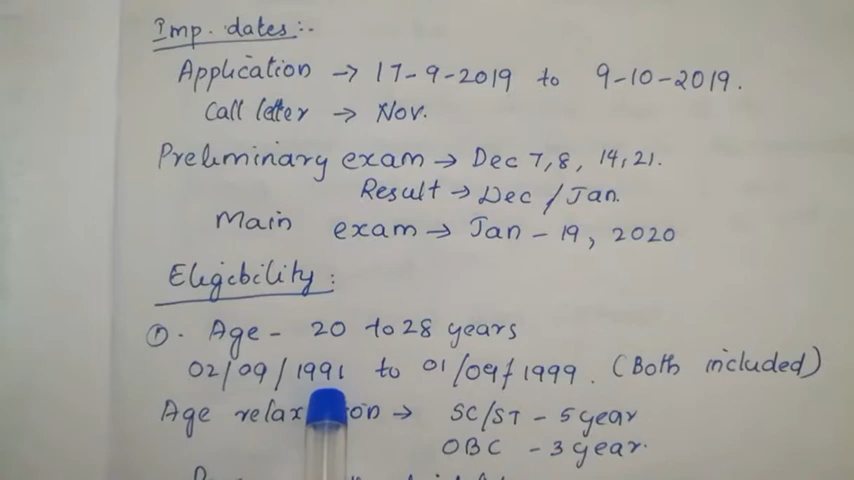 Imp. dates:-
Application → 17-9-2019 to 9-10-2019.
Call letter → Nov.
Preliminary exam → Dec 7,8, 14,21.
Result → Dec / Jan.
Main exam → Jan - 19, 2020
Eligibility :
①. Age - 20 to 28 years
02/09/1991 to 01/09/1999. (Both included)
Age → SC/ST - 5 year
OBC - 3 year.